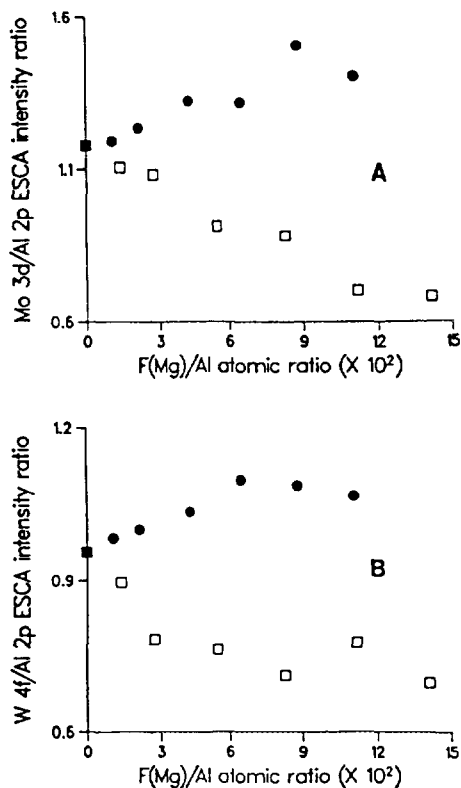 1.6
1.1
0.6
Mo 3d/Al 2p ESCA intensity ratio
A
0 3 6 9 12 15
F(Mg)/Al atomic ratio (X 10²)
1.2
0.9
0.6
W 4f/Al 2p ESCA intensity ratio
B
0 3 6 9 12 15
F(Mg)/Al atomic ratio (X 10²)